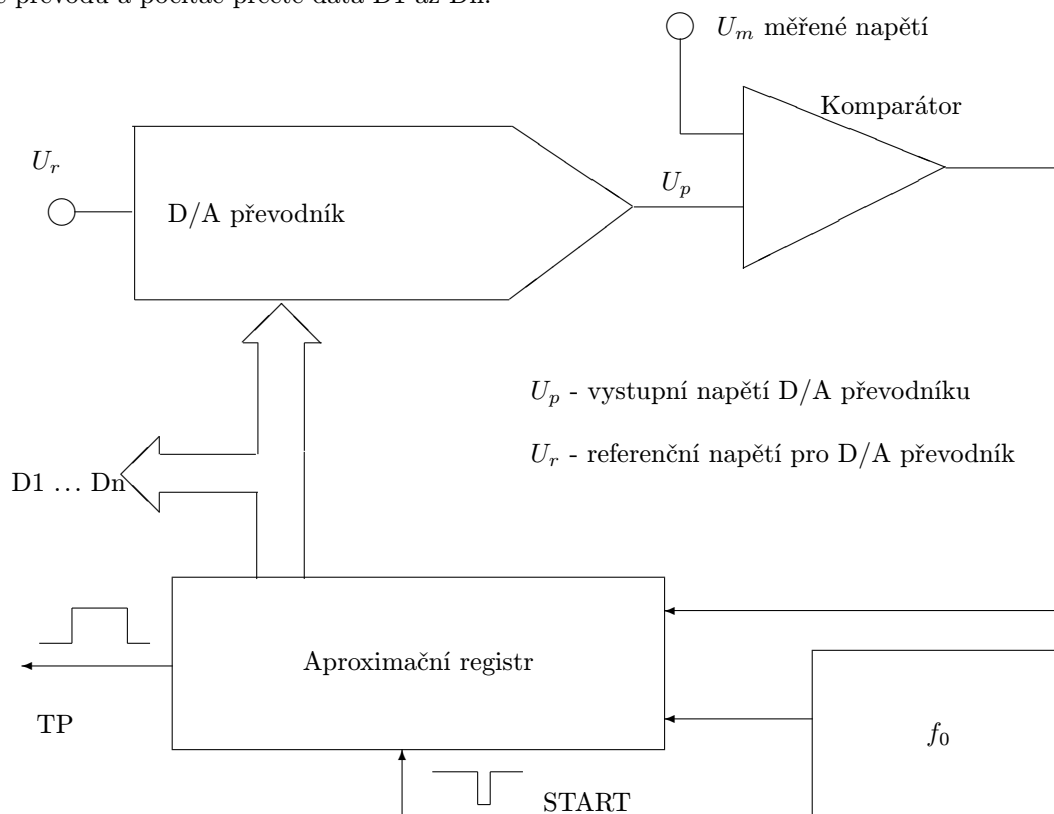 převodu a počítač přečte data D1 až Dn.
U_m měřené napětí
Komparátor
U_r
U_p
D/A převodník
U_p - vystupní napětí D/A převodníku
U_r - referenční napětí pro D/A převodník
D1 … Dn
Aproximační registr
TP
f_0
START